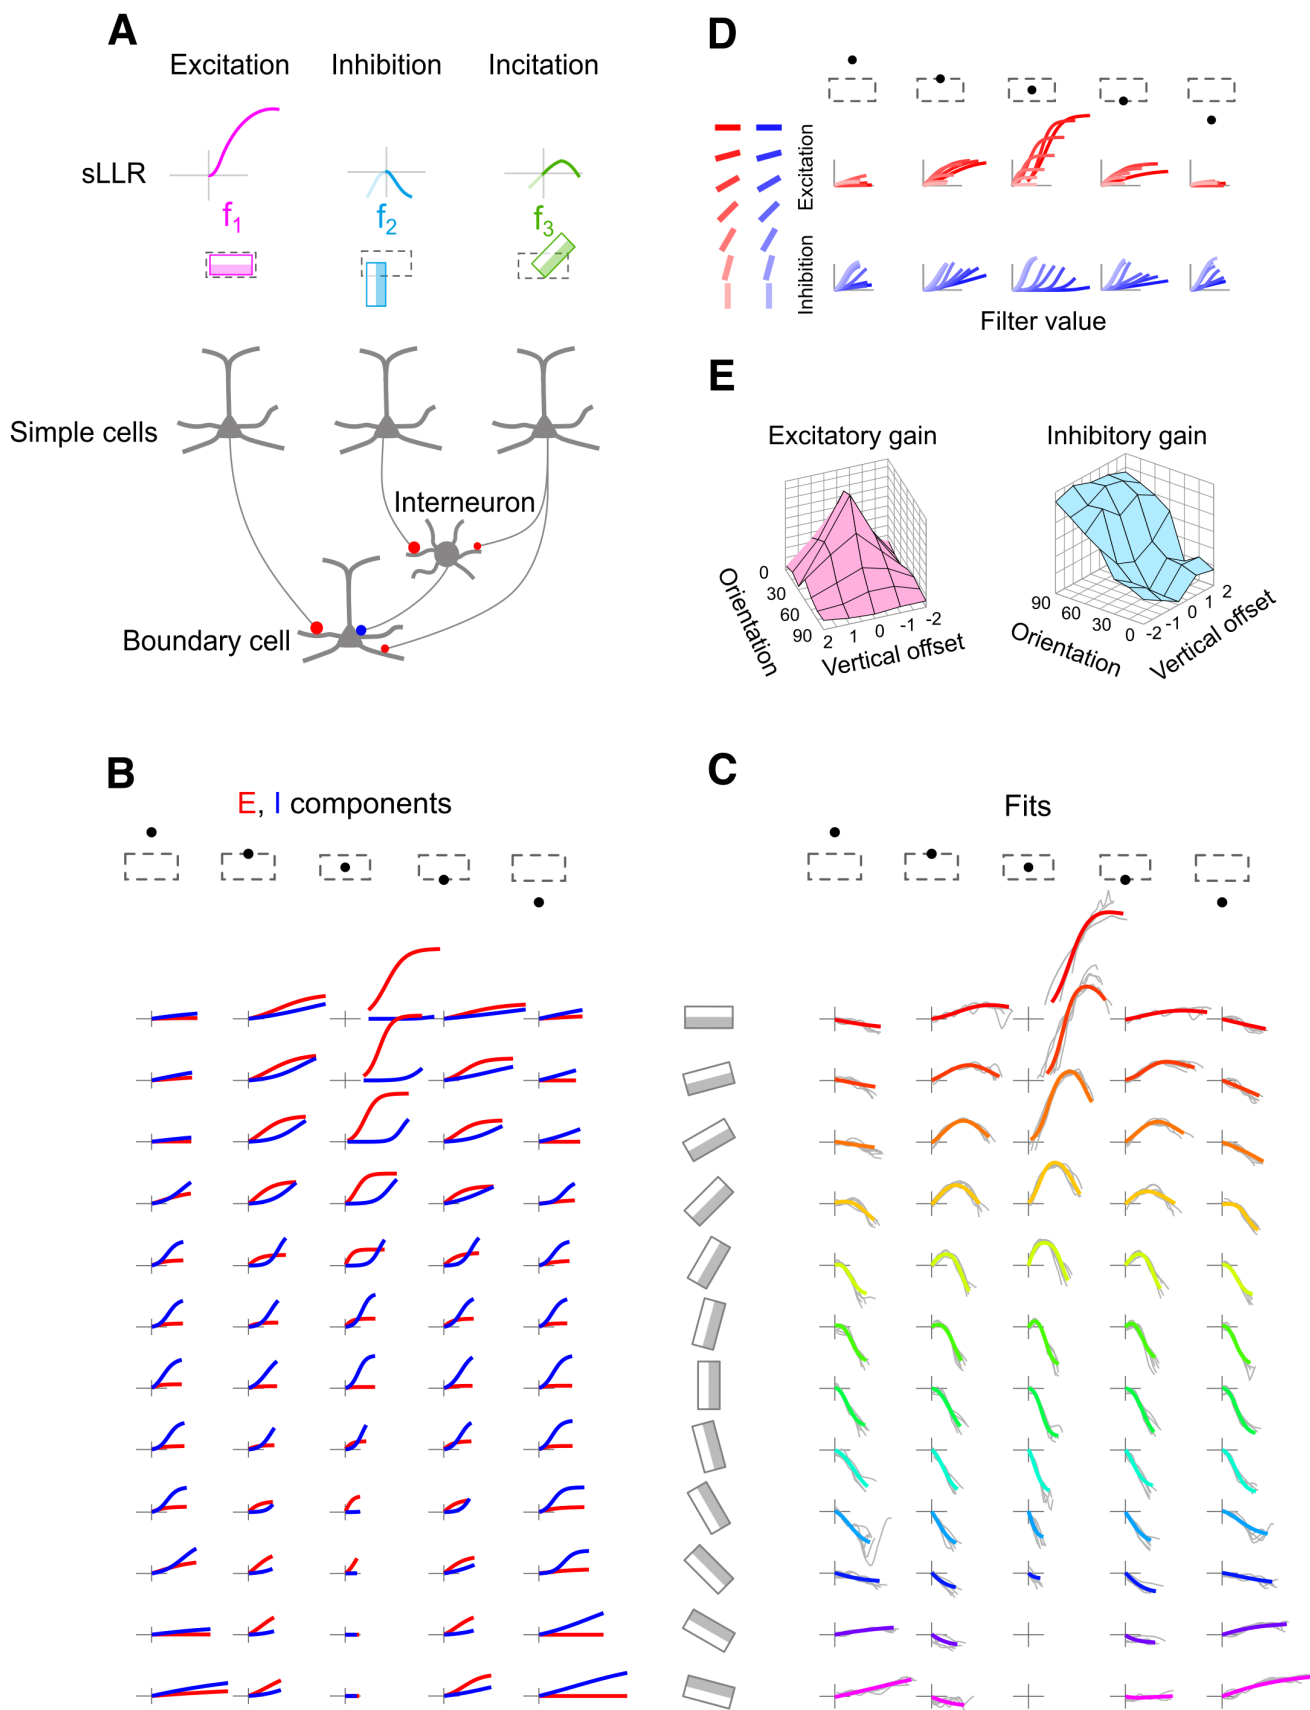 A
Excitation
Inhibition
Incitation
sLLR
f1
f2
f3
Simple cells
Interneuron
Boundary cell
D
Excitation
Inhibition
Filter value
E
Excitatory gain
Inhibitory gain
0
30
60
90
2
1
0
-1
-2
Orientation
Vertical offset
90
60
30
0
-2
-1
0
1
2
Orientation
Vertical offset
B
E, I components
C
Fits